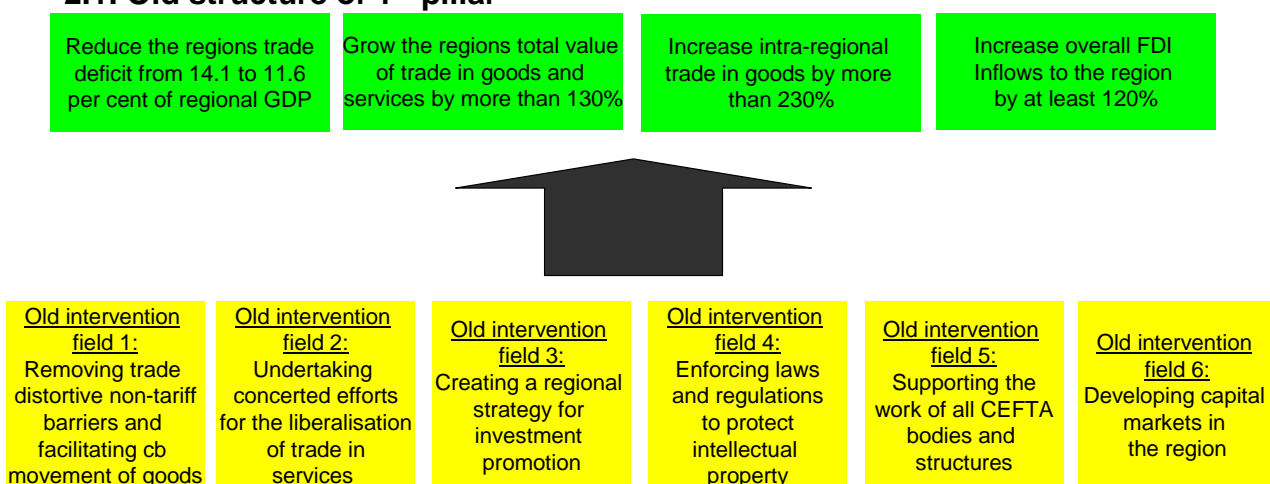 Reduce the regions trade
deficit from 14.1 to 11.6
per cent of regional GDP
Grow the regions total value
of trade in goods and
services by more than 130%
Increase intra-regional
trade in goods by more
than 230%
Increase overall FDI
Inflows to the region
by at least 120%
Old intervention
field 1:
Removing trade
distortive non-tariff
barriers and
facilitating cb
movement of goods
Old intervention
field 2:
Undertaking
concerted efforts
for the liberalisation
of trade in
services
Old intervention
field 3:
Creating a regional
strategy for
investment
promotion
Old intervention
field 4:
Enforcing laws
and regulations
to protect
intellectual
property
Old intervention
field 5:
Supporting the
work of all CEFTA
bodies and
structures
Old intervention
field 6:
Developing capital
markets in
the region